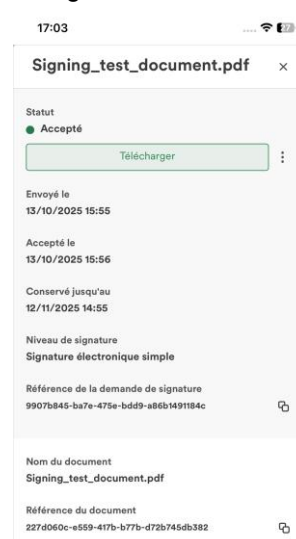 17:03
27
Signing_test_document.pdf
Statut
Accepté
Télécharger
Envoyé le
13/10/2025 15:55
Accepté le
13/10/2025 15:56
Conservé jusqu'au
12/11/2025 14:55
Niveau de signature
Signature électronique simple
Référence de la demande de signature
9907b845-ba7e-475e-bdd9-a86b1491184c
Nom du document
Signing_test_document.pdf
Référence du document
227d060c-e559-417b-b77b-d72b745db382